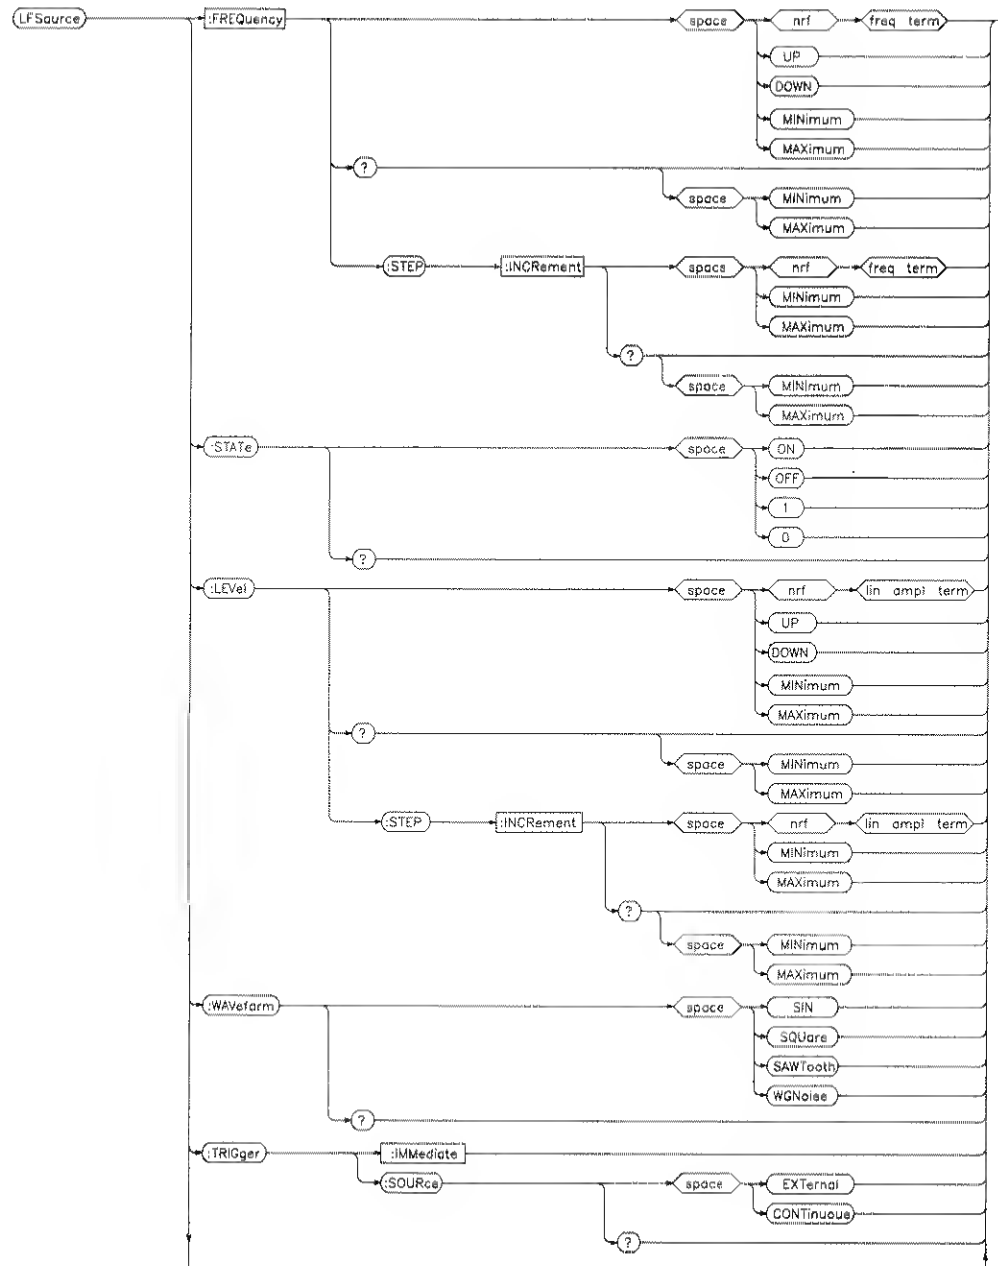 LFSource :FREQuency space nrf freq term
UP
DOWN
MINimum
MAXimum
?
space MINimum
MAXimum
:STEP :INCRement space nrf freq term
MINimum
MAXimum
?
space MINimum
MAXimum
:STATe space ON
OFF
1
0
?
:LEVel space nrf lin ampl term
UP
DOWN
MINimum
MAXimum
?
space MINimum
MAXimum
:STEP :INCRement space nrf lin ampl term
MINimum
MAXimum
?
space MINimum
MAXimum
:WAVeform space SIN
SQUare
SAWTooth
WGNoise
?
:TRIGger :IMMediate
:SOURce space EXTernal
CONTinuous
?